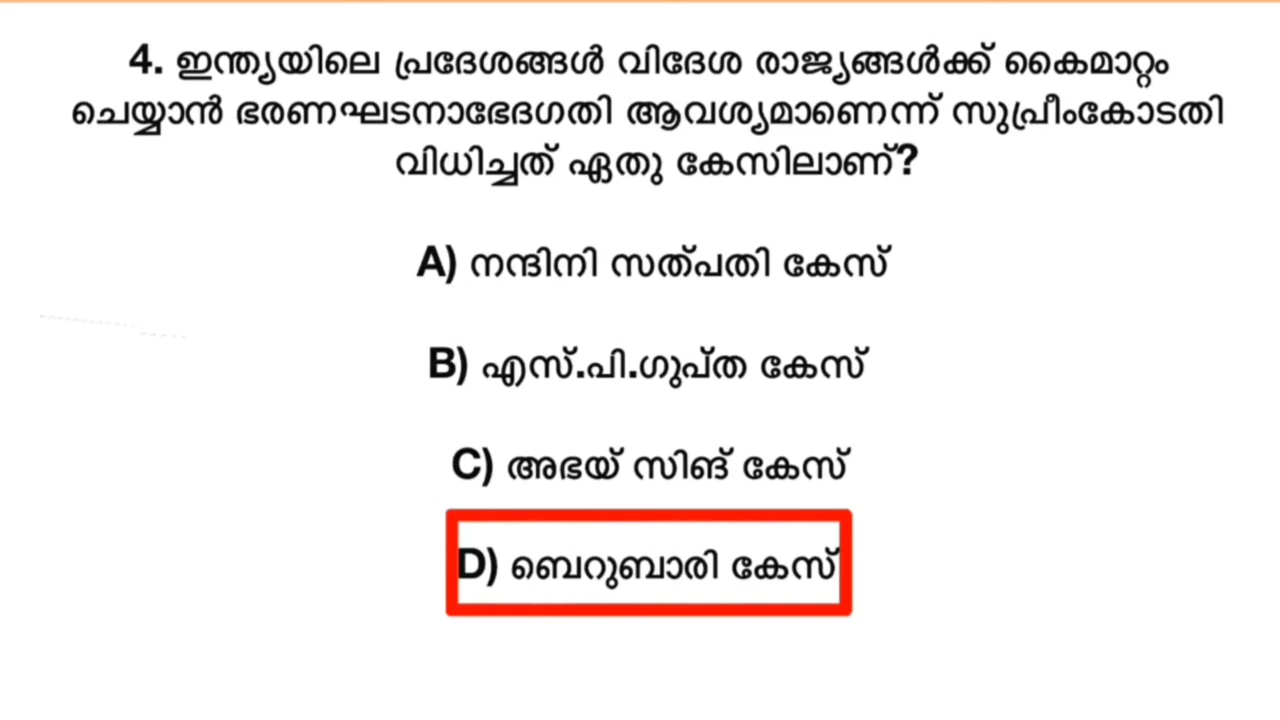 4. ഇന്ത്യയിലെ പ്രദേശങ്ങൾ വിദേശ രാജ്യങ്ങൾക്ക് കൈമാറ്റം
ചെയ്യാൻ ഭരണഘടനാഭേദഗതി ആവശ്യമാണെന്ന് സുപ്രീംകോടതി
വിധിച്ചത് ഏതു കേസിലാണ്?
A) നന്ദിനി സത്പതി കേസ്
B) എസ്.പി.ഗുപ്ത കേസ്
C) അഭയ് സിങ് കേസ്
D) ബെറുബാരി കേസ്